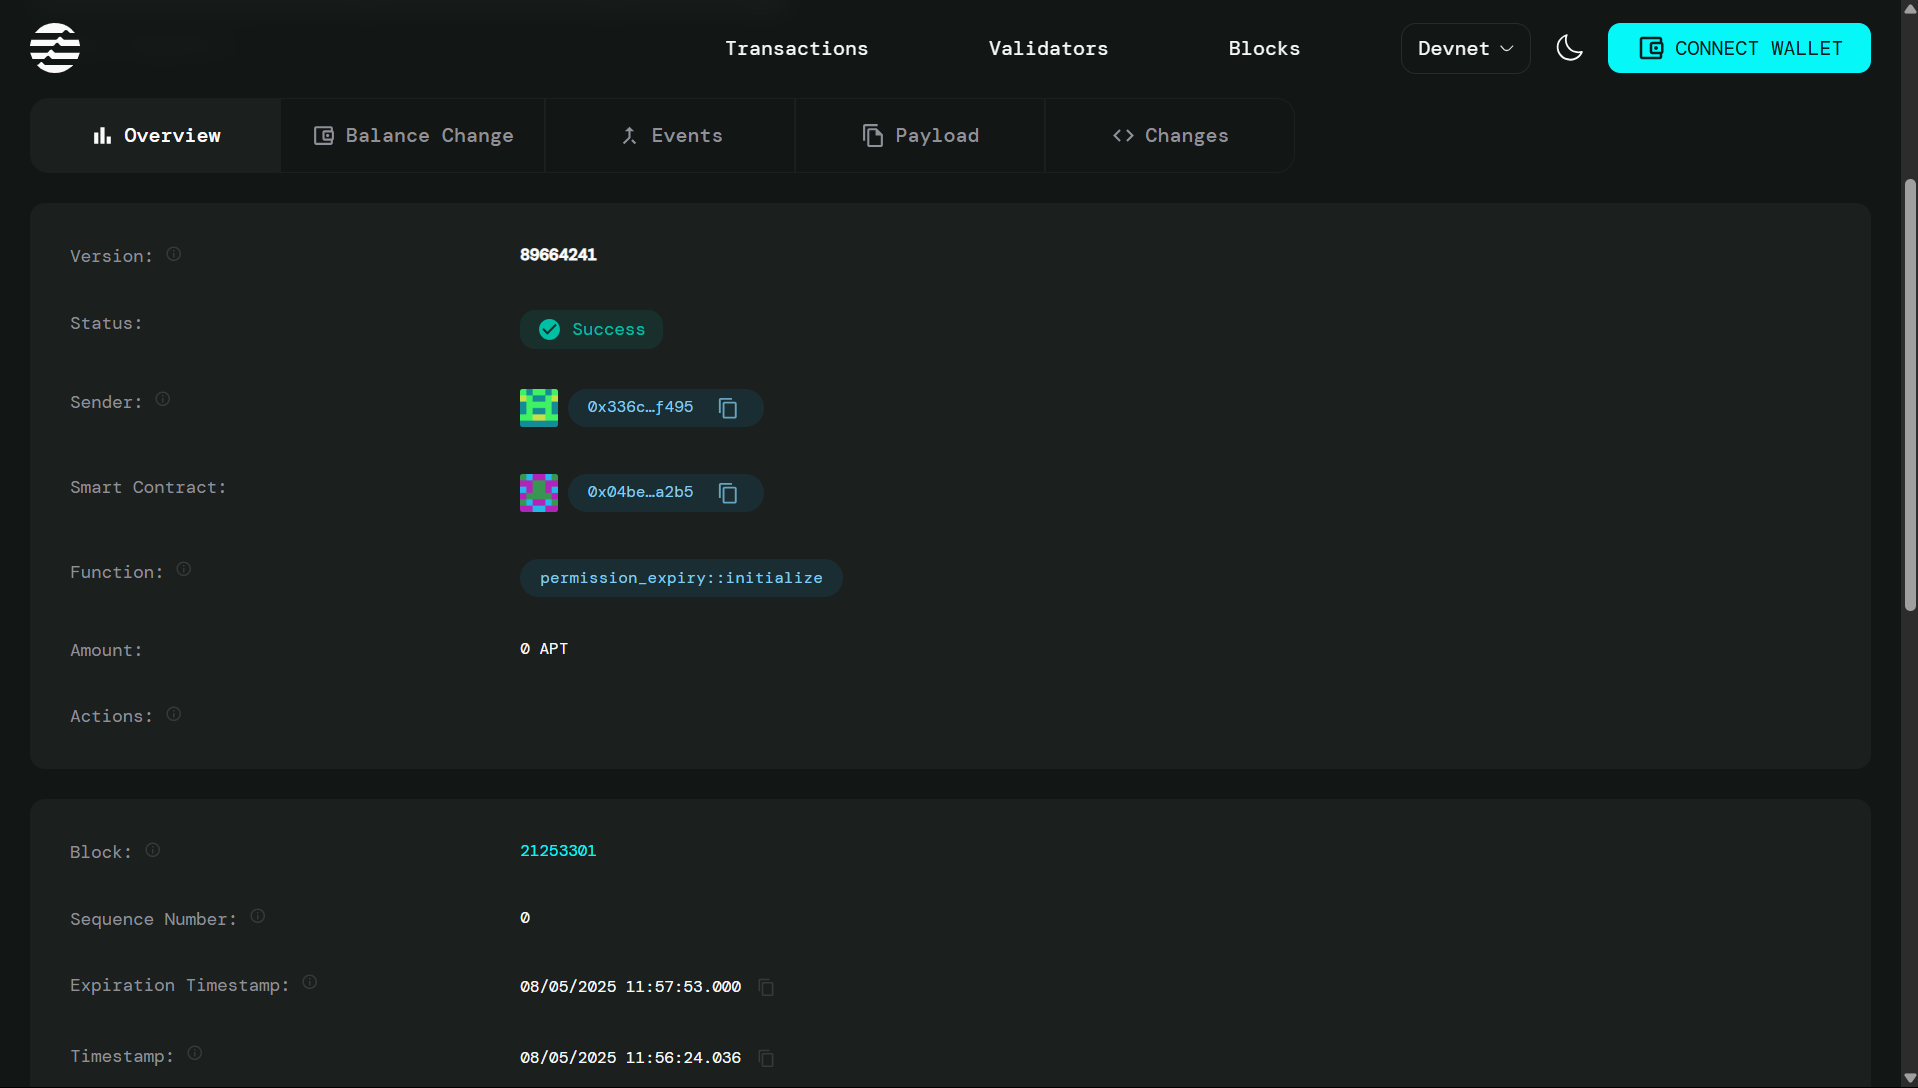 Transactions Validators Blocks Devnet CONNECT WALLET
Overview Balance Change Events Payload Changes
Version: 89664241
Status: Success
Sender: 0x336c…f495
Smart Contract: 0x04be…a2b5
Function: permission_expiry::initialize
Amount: 0 APT
Actions:
Block: 21253301
Sequence Number: 0
Expiration Timestamp: 08/05/2025 11:57:53.000
Timestamp: 08/05/2025 11:56:24.036